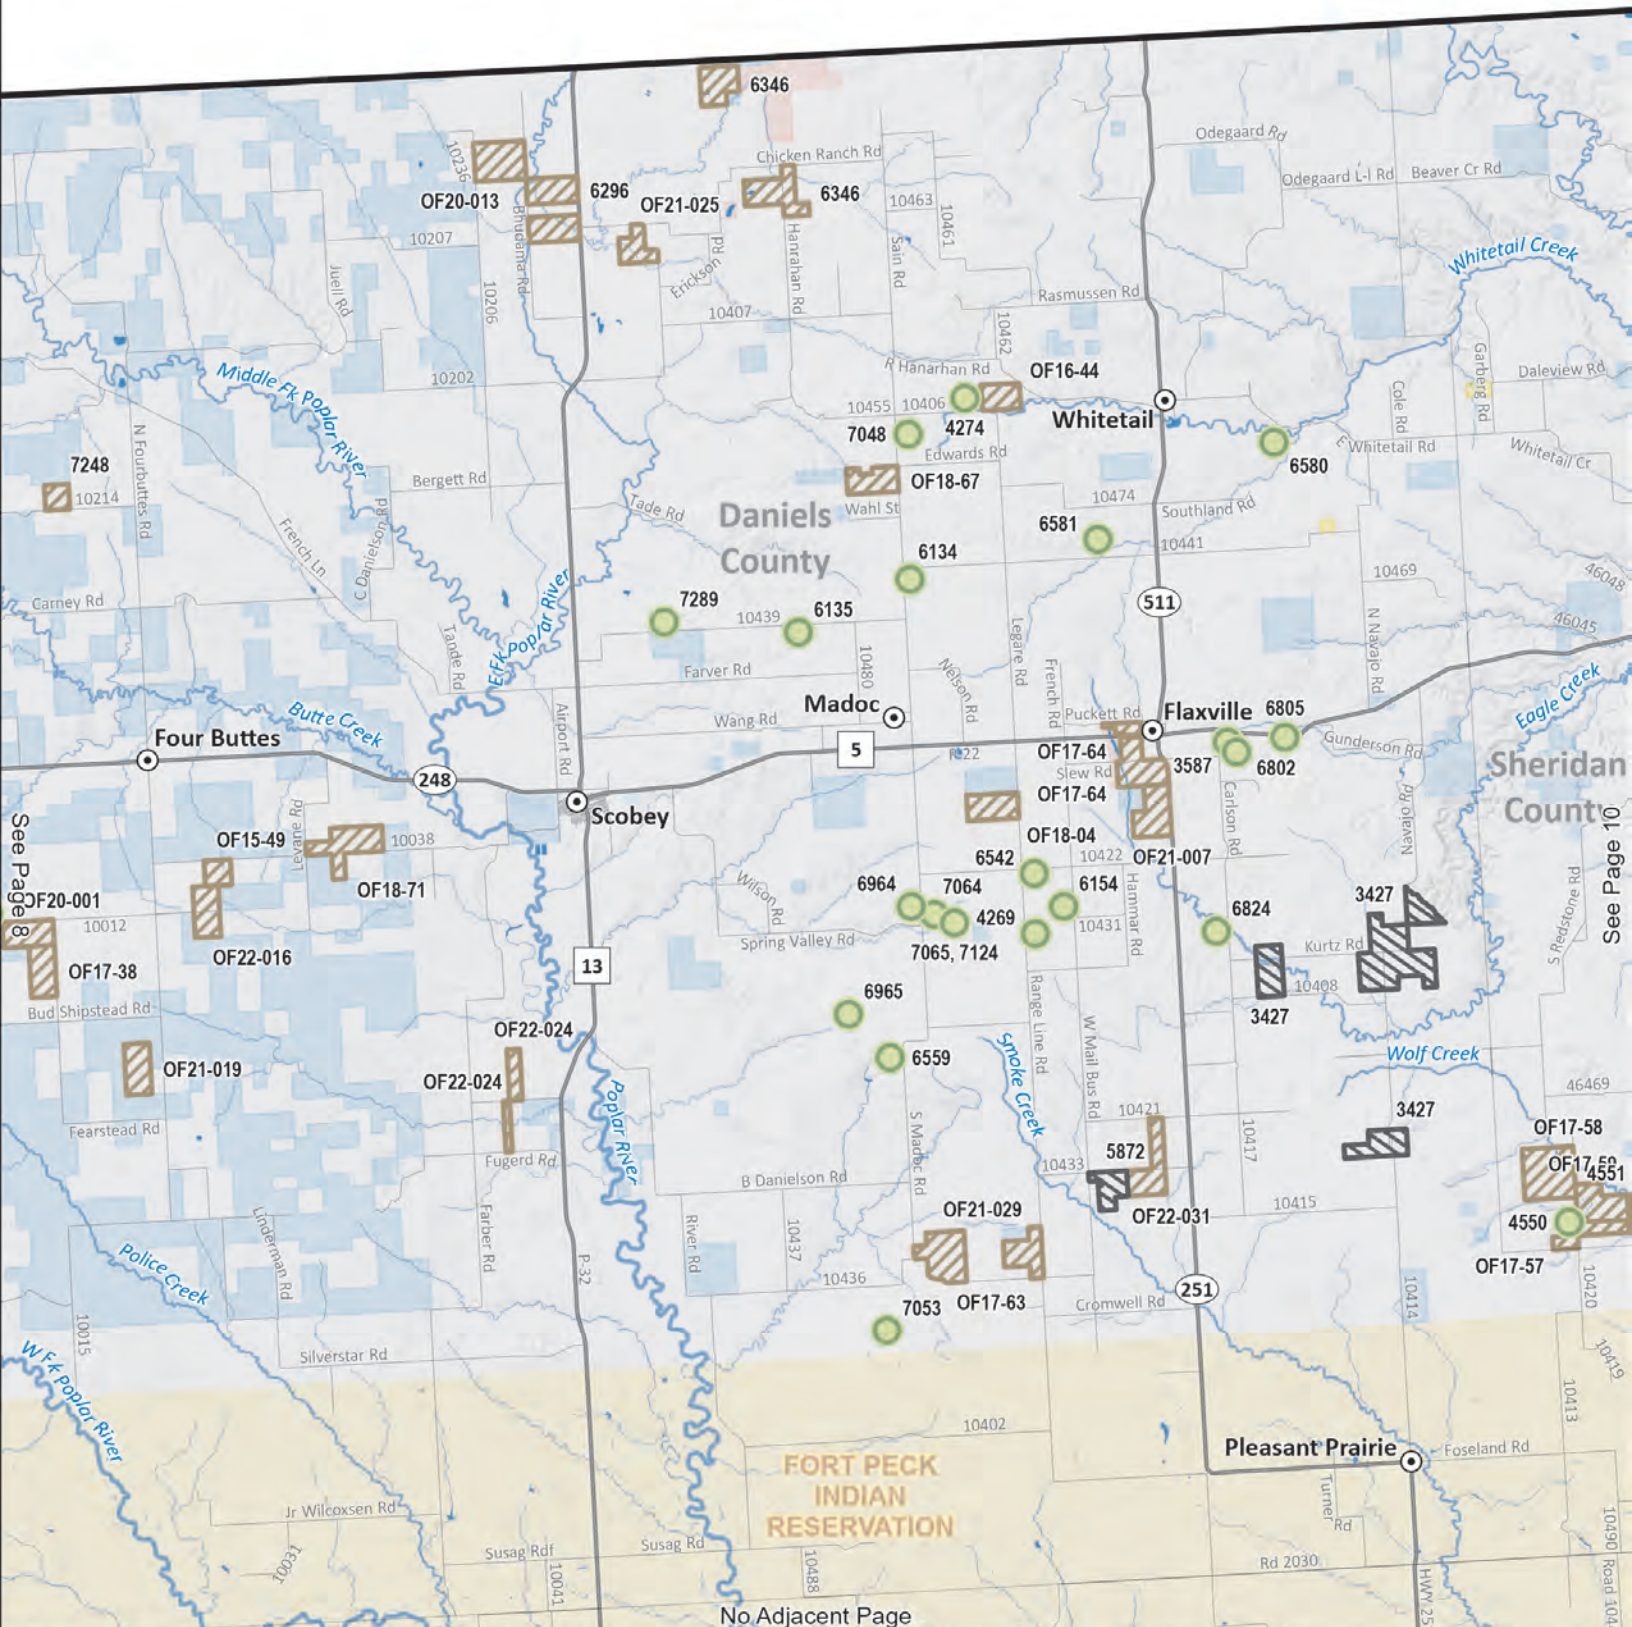 6346
Odegaard Rd
10236
Chicken Ranch Rd
Odegaard L-l Rd
Beaver Cr Rd
OF20-013
6296
OF21-025
6346
10463
10461
10207
Bhudama Rd
Juell Rd
10206
Erickson Rd
Hanrahan Rd
Sain Rd
Whitetail Creek
Rasmussen Rd
10407
10462
Middle Fk Poplar River
10202
R Hanarhan Rd
OF16-44
Garberg Rd
Daleview Rd
Cole Rd
10455
10406
4274
Whitetail
7048
Edwards Rd
6580
E Whitetail Rd
Whitetail Cr
N Fourbuttes Rd
7248
10214
Bergett Rd
OF18-67
Wahl St
Tade Rd
Daniels
County
10474
Southland Rd
6581
10441
French Ln
C Danielson Rd
6134
10469
46048
Carney Rd
7289
10439
6135
511
46045
E Fk Poplar River
Tande Rd
10480
Legare Rd
N Navajo Rd
Farver Rd
Nelson Rd
French Rd
Eagle Creek
Butte Creek
Airport Rd
Wang Rd
Madoc
Puckett Rd
Flaxville
6805
Four Buttes
5
R-22
OF17-64
3587
6802
Gunderson Rd
Sheridan
County
248
Slew Rd
OF17-64
Scobey
Carlson Rd
Navajo Rd
See Page 8
Levane Rd
OF15-49
10038
OF18-04
10422
OF21-007
See Page 10
OF18-71
6542
Wilson Rd
6964
7064
6154
Hammar Rd
3427
S Redstone Rd
OF20-001
10012
4269
10431
6824
Spring Valley Rd
7065, 7124
Kurtz Rd
OF22-016
OF17-38
13
10408
Bud Shipstead Rd
6965
Range Line Rd
3427
OF22-024
W Mail Bus Rd
Smoke Creek
Wolf Creek
OF21-019
6559
OF22-024
46469
Poplar River
Fearstead Rd
S Madoc Rd
10421
10417
3427
OF17-58
Fugerd Rd
5872
OF17-59
4551
B Danielson Rd
10433
Linderman Rd
Farber Rd
River Rd
10437
OF21-029
OF22-031
10415
4550
Police Creek
P-32
OF17-57
10436
251
10414
10420
10015
7053
OF17-63
Cromwell Rd
W Fk Poplar River
Silverstar Rd
10419
10413
10402
Pleasant Prairie
Foseland Rd
FORT PECK
INDIAN
RESERVATION
Turner Rd
Jr Wilcoxsen Rd
10031
Susag Rdf
Susag Rd
10041
10488
Rd 2030
HWY 25
10490
Road 104
No Adjacent Page